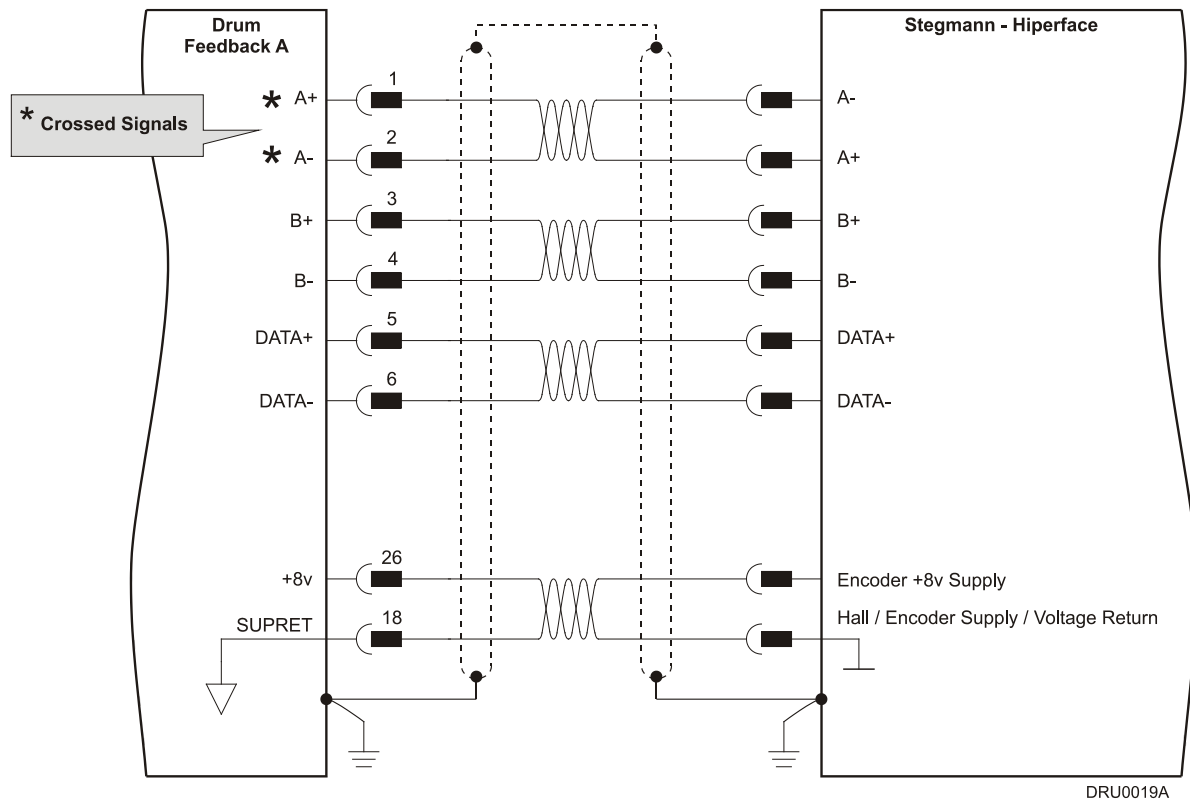 Drum
Feedback A
Stegmann - Hiperface
* Crossed Signals
* A+ 1 A-
* A- 2 A+
B+ 3 B+
B- 4 B-
DATA+ 5 DATA+
DATA- 6 DATA-
+8v 26 Encoder +8v Supply
SUPRET 18 Hall / Encoder Supply / Voltage Return
DRU0019A